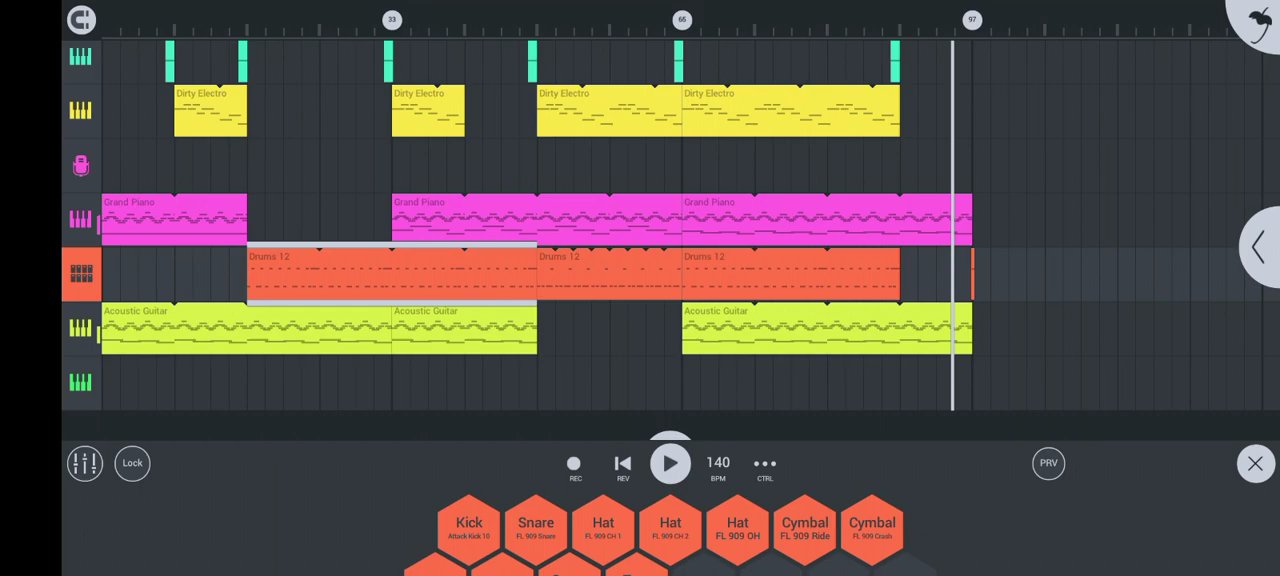 33
65
97
Dirty Electro
Dirty Electro
Dirty Electro
Dirty Electro
Grand Piano
Grand Piano
Grand Piano
Drums 12
Drums 12
Drums 12
Acoustic Guitar
Acoustic Guitar
Acoustic Guitar
Lock
140
PRV
REC
REV
BPM
CTRL
Kick
Snare
Hat
Hat
Hat
Cymbal
Cymbal
Attack Kick 10
FL 909 Snare
FL 909 CH 1
FL 909 CH 2
FL 909 OH
FL 909 Ride
FL 909 Crash